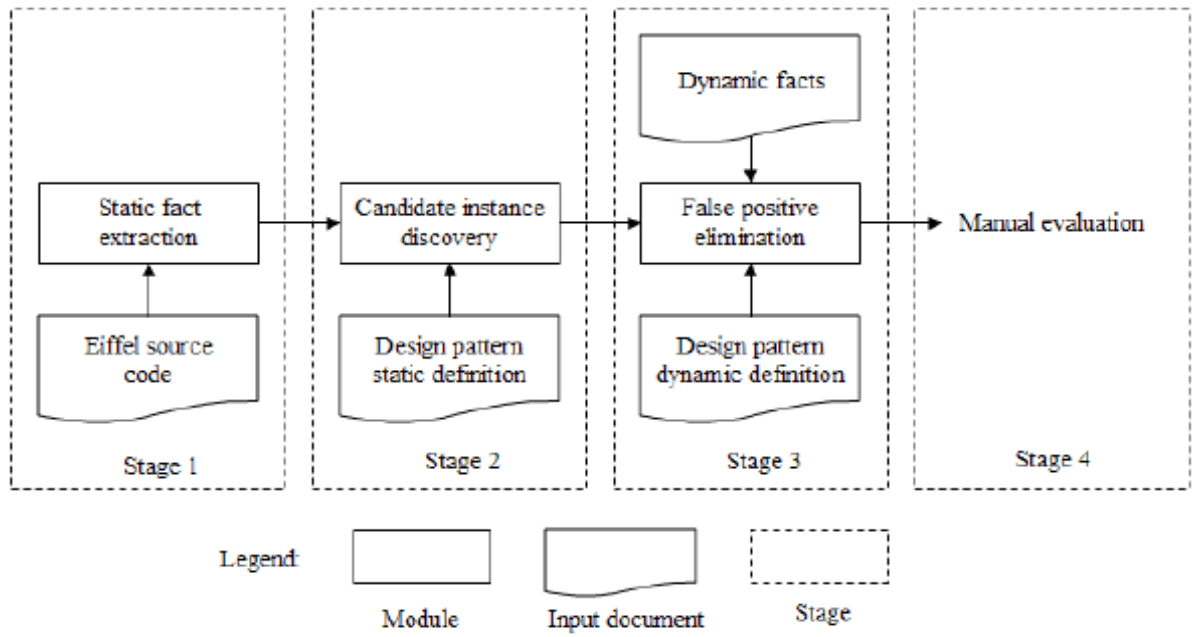 Dynamic facts
Static fact
extraction
Candidate instance
discovery
False positive
elimination
Manual evaluation
Eiffel source
code
Design pattern
static definition
Design pattern
dynamic definition
Stage 1
Stage 2
Stage 3
Stage 4
Legend:
Module
Input document
Stage